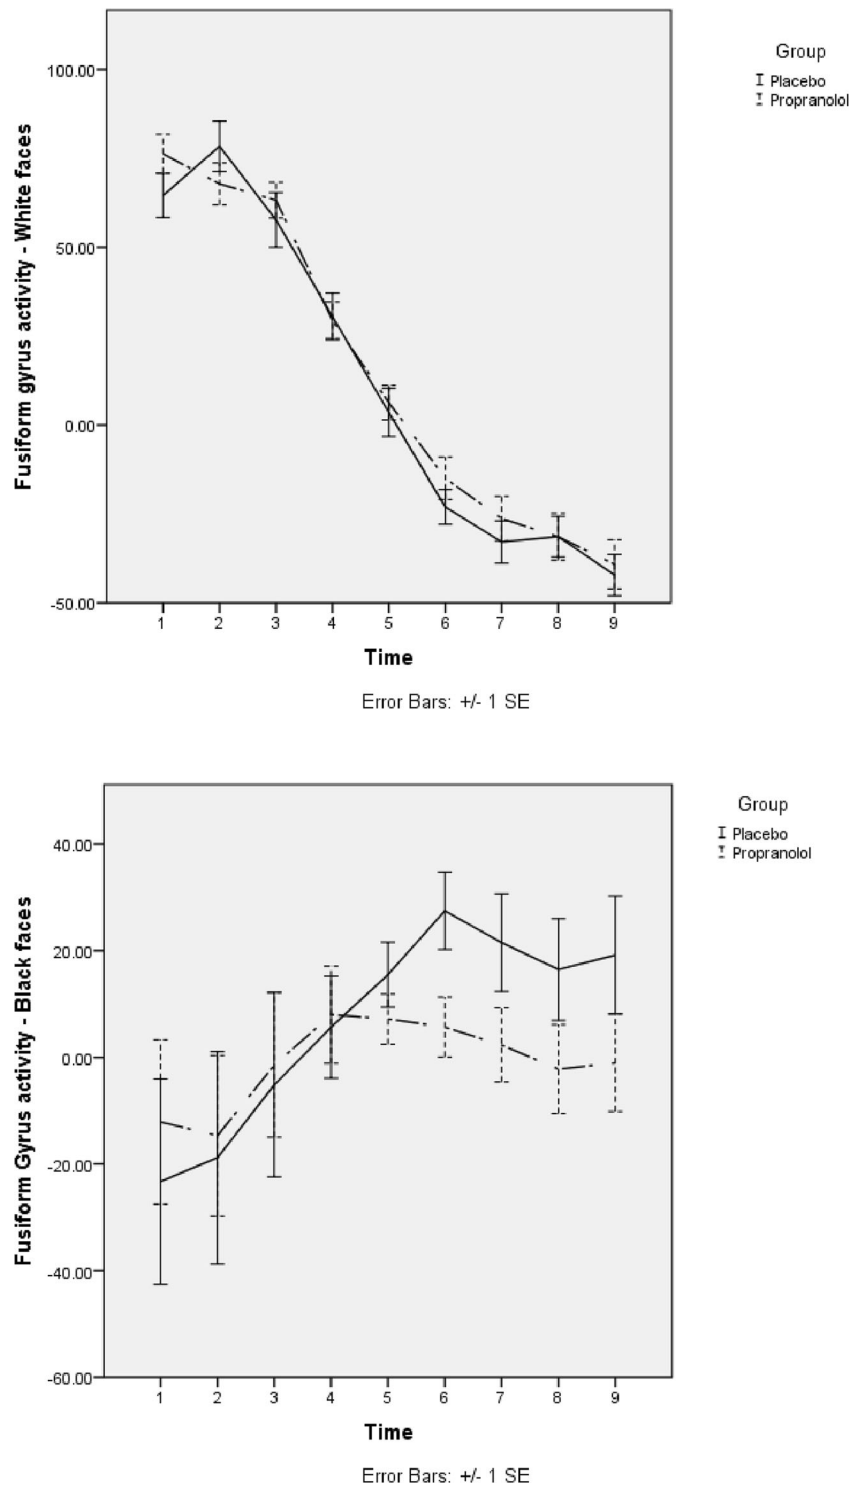 Group
Placebo
Propranolol
Fusiform gyrus activity - White faces
100.00
50.00
0.00
-50.00
1 2 3 4 5 6 7 8 9
Time
Error Bars: +/- 1 SE
Group
Placebo
Propranolol
Fusiform Gyrus activity - Black faces
40.00
20.00
0.00
-20.00
-40.00
-60.00
1 2 3 4 5 6 7 8 9
Time
Error Bars: +/- 1 SE